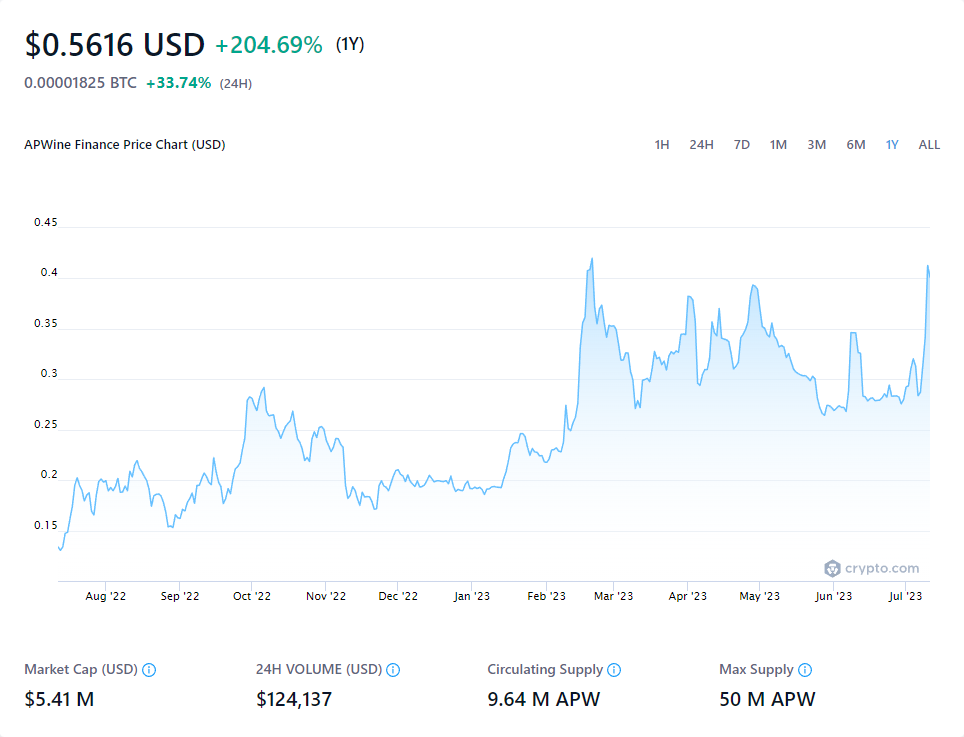 $0.5616 USD +204.69% (1Y)
0.00001825 BTC +33.74% (24H)
APWine Finance Price Chart (USD) 1H 24H 7D 1M 3M 6M 1Y ALL
0.45
0.4
0.35
0.3
0.25
0.2
0.15
crypto.com
Aug '22 Sep '22 Oct '22 Nov '22 Dec '22 Jan '23 Feb '23 Mar '23 Apr '23 May '23 Jun '23 Jul '23
Market Cap (USD) 24H VOLUME (USD) Circulating Supply Max Supply
$5.41 M $124,137 9.64 M APW 50 M APW